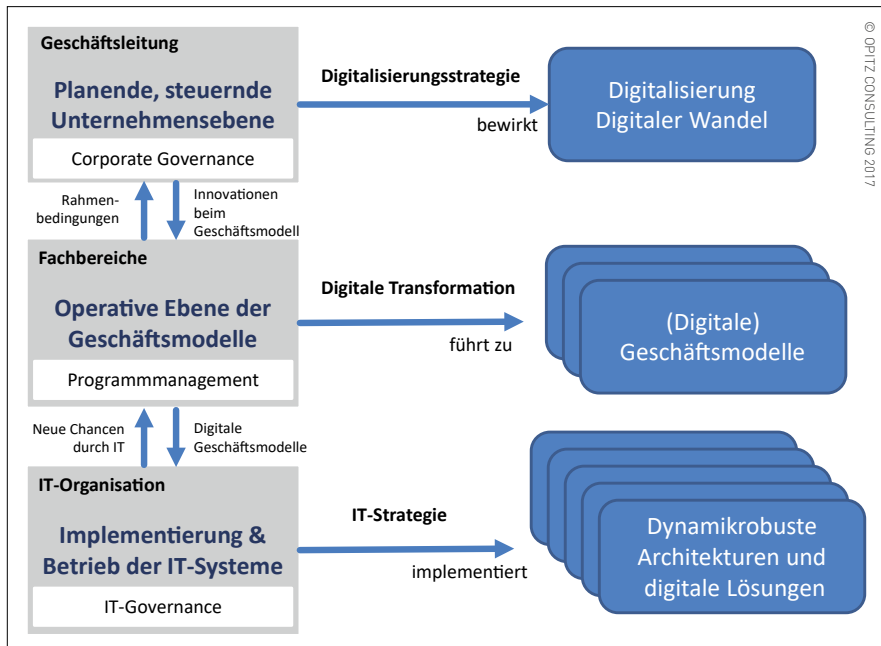 Geschäftsleitung
Planende, steuernde
Unternehmensebene
Corporate Governance
Digitalisierungsstrategie
bewirkt
Digitalisierung
Digitaler Wandel
© OPITZ CONSULTING 2017
Rahmen-
bedingungen
Innovationen
beim
Geschäftsmodell
Fachbereiche
Operative Ebene der
Geschäftsmodelle
Programmmanagement
Digitale Transformation
führt zu
(Digitale)
Geschäftsmodelle
Neue Chancen
durch IT
Digitale
Geschäftsmodelle
IT-Organisation
Implementierung &
Betrieb der IT-Systeme
IT-Governance
IT-Strategie
implementiert
Dynamikrobuste
Architekturen und
digitale Lösungen